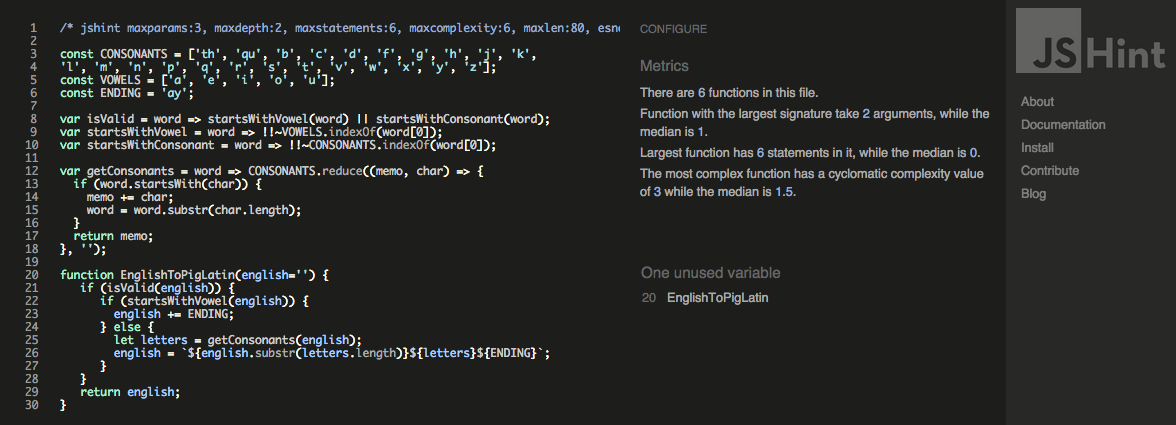 1 /* jshint maxparams:3, maxdepth:2, maxstatements:6, maxcomplexity:6, maxlen:80, esne
2
3 const CONSONANTS = ['th', 'qu', 'b', 'c', 'd', 'f', 'g', 'h', 'j', 'k',
4 'l', 'm', 'n', 'p', 'q', 'r', 's', 't', 'v', 'w', 'x', 'y', 'z'];
5 const VOWELS = ['a', 'e', 'i', 'o', 'u'];
6 const ENDING = 'ay';
7
8 var isValid = word => startsWithVowel(word) || startsWithConsonant(word);
9 var startsWithVowel = word => !!~VOWELS.indexOf(word[0]);
10 var startsWithConsonant = word => !!~CONSONANTS.indexOf(word[0]);
11
12 var getConsonants = word => CONSONANTS.reduce((memo, char) => {
13 if (word.startsWith(char)) {
14 memo += char;
15 word = word.substr(char.length);
16 }
17 return memo;
18 }, '');
19
20 function EnglishToPigLatin(english='') {
21 if (isValid(english)) {
22 if (startsWithVowel(english)) {
23 english += ENDING;
24 } else {
25 let letters = getConsonants(english);
26 english = `${english.substr(letters.length)}${letters}${ENDING}`;
27 }
28 }
29 return english;
30 }
CONFIGURE
Metrics
There are 6 functions in this file.
Function with the largest signature take 2 arguments, while the
median is 1.
Largest function has 6 statements in it, while the median is 0.
The most complex function has a cyclomatic complexity value
of 3 while the median is 1.5.
One unused variable
20 EnglishToPigLatin
JSHint
About
Documentation
Install
Contribute
Blog